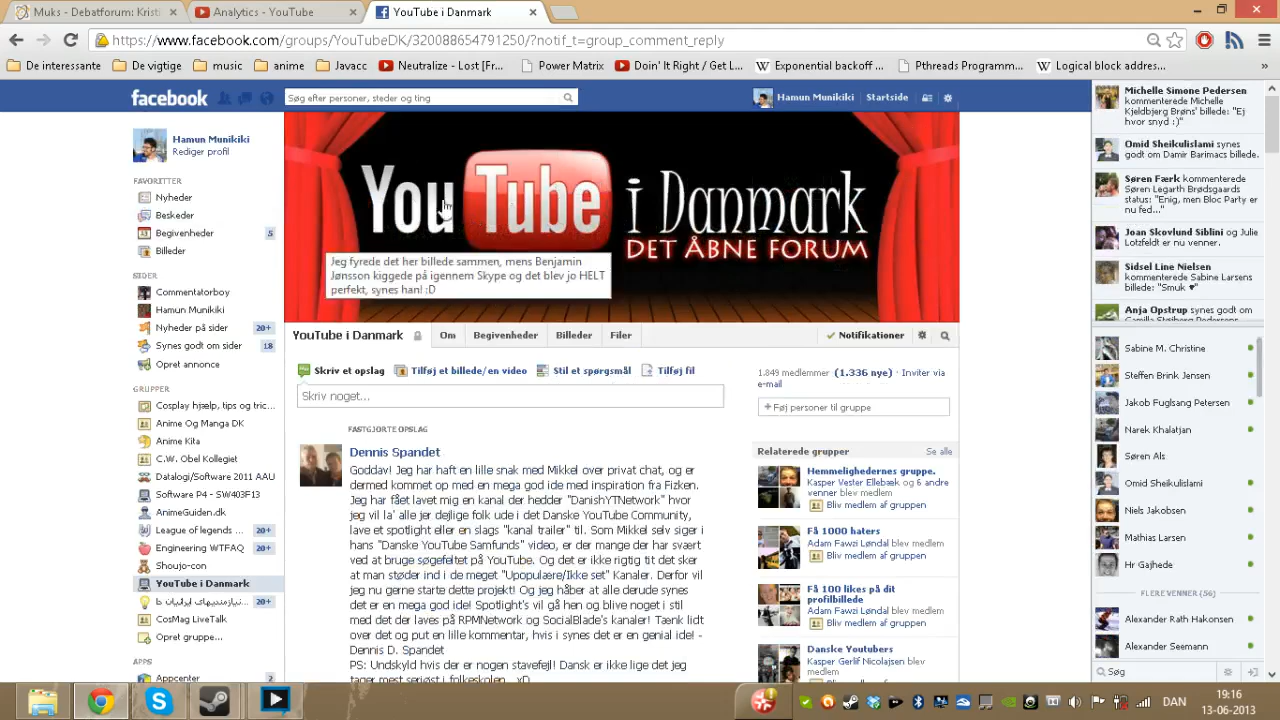 Muks - Debatforum: Kristi
Analytics - YouTube
YouTube i Danmark
https://www.facebook.com/groups/YouTubeDK/320088654791250/?notif_t=group_comment_reply
De interessante
De vigtige
music
anime
Javacc
Neutralize - Lost [Fr...
Power Matrix
Doin' It Right / Get L...
Exponential backoff ...
Pthreads Programmin...
Logical block address...
»
facebook
Søg efter personer, steder og ting
Hamun Munikiki
Startside
Hamun Munikiki
Rediger profil
FAVORITTER
Nyheder
Beskeder
Begivenheder 5
Billeder
SIDER
Commentatorboy
Hamun Munikiki
Nyheder på sider 20+
Synes godt om sider 18
Opret annonce
GRUPPER
Cosplay hjælp, tips og tric...
Anime Og Manga DK
Anime Kita
C.W. Obel Kollegiet
Datalogi/Software 2011 AAU
Software P4 - SW403F13
AnimeGuiden.dk
League of legends ... 20+
Engineering WTFAQ 20+
Shoujo-con
YouTube i Danmark
نیازمندیهای ایرانیان 20+
CosMag LiveTalk
Opret gruppe...
APPS
Appcenter 2
YouTube i Danmark
DET ÅBNE FORUM
Jeg fyrede det her billede sammen, mens Benjamin
Jønsson kiggede på igennem Skype og det blev jo HELT
perfekt, synes han! :D
YouTube i Danmark
Om
Begivenheder
Billeder
Filer
Notifikationer
Skriv et opslag
Tilføj et billede/en video
Stil et spørgsmål
Tilføj fil
Skriv noget...
FASTGJORTE OPSLAG
Dennis Spandet
Goddav! Jeg har haft en lille snak med Mikkel over privat chat, og er
dermed kommet op med en mega god ide med inspiration fra Fizken.
Jeg har fået lavet mig en kanal der hedder "DanishYTNetwork" hvor
jeg vil la' alle jer dejlige folk ude i det Danske YouTube Community,
lave et spotlight eller en slags "kanal trailer" til. Som Mikkel selv siger i
hans "Danske YouTube Samfunds" video, er der mange der har svært
ved at bruge søgefeltet på YouTube. Og det er ikke rigtig tit det sker
at man støder ind i de meget "Upopulære/Ikke set" Kanaler. Derfor vil
jeg nu gerne starte dette projekt! Og jeg håber at alle derude synes
det er en mega god ide! Spotlight's vil gå hen og blive noget i stil
med det der laves på RPMNetwork og SocialBlade's kanaler! Tænk lidt
over det og put en lille kommentar, hvis i synes det er en genial ide! -
Dennis D. Spandet
PS: Undskyld hvis der er nogen stavefejl! Dansk er ikke lige det jeg
tager mest seriøst i folkeskolen.. xD
1.849 medlemmer (1.336 nye) · Inviter via
e-mail
+ Føj personer til gruppe
Relaterede grupper
Se alle
Hemmelighedernes gruppe.
Kasper Vester Ellebæk og 6 andre
venner blev medlem
Bliv medlem af gruppen
Få 1000 haters
Adam Fawzi Løndal blev medlem
Bliv medlem af gruppen
Få 100 likes på dit
profilbillede
Adam Fawzi Løndal blev medlem
Bliv medlem af gruppen
Danske Youtubers
Kasper Gerlif Nicolajsen blev
medlem
Michelle Simone Pedersen
kommenterede Michelle
Kjeldbjerg Brøns' billede: "Ej
hvor snyd :)"
Omid Sheikulislami synes
godt om Damir Barimacs billede.
Søren Færk kommenterede
Søren Legarth Brødsgaards
status: "Enig, men Bloc Party er
nu fed..."
Joan Skovlund Siblini og Julie
Lotzfeldt er nu venner.
Sidsel Line Nielsen
kommenterede Sabine Larsens
billede: "Smuk ♥"
Anja Opstrup synes godt om
Sabine M. Christine
Steffen Brink Jensen
Jakob Fuglsang Petersen
Narek Khalatjan
Søren Als
Omid Sheikulislami
Niels Jakobsen
Mathias Larsen
Hr Gajhede
FLERE VENNER (56)
Alexander Rath Hakonsen
Alexander Seemann
Søg
DAN
19:16
13-06-2013